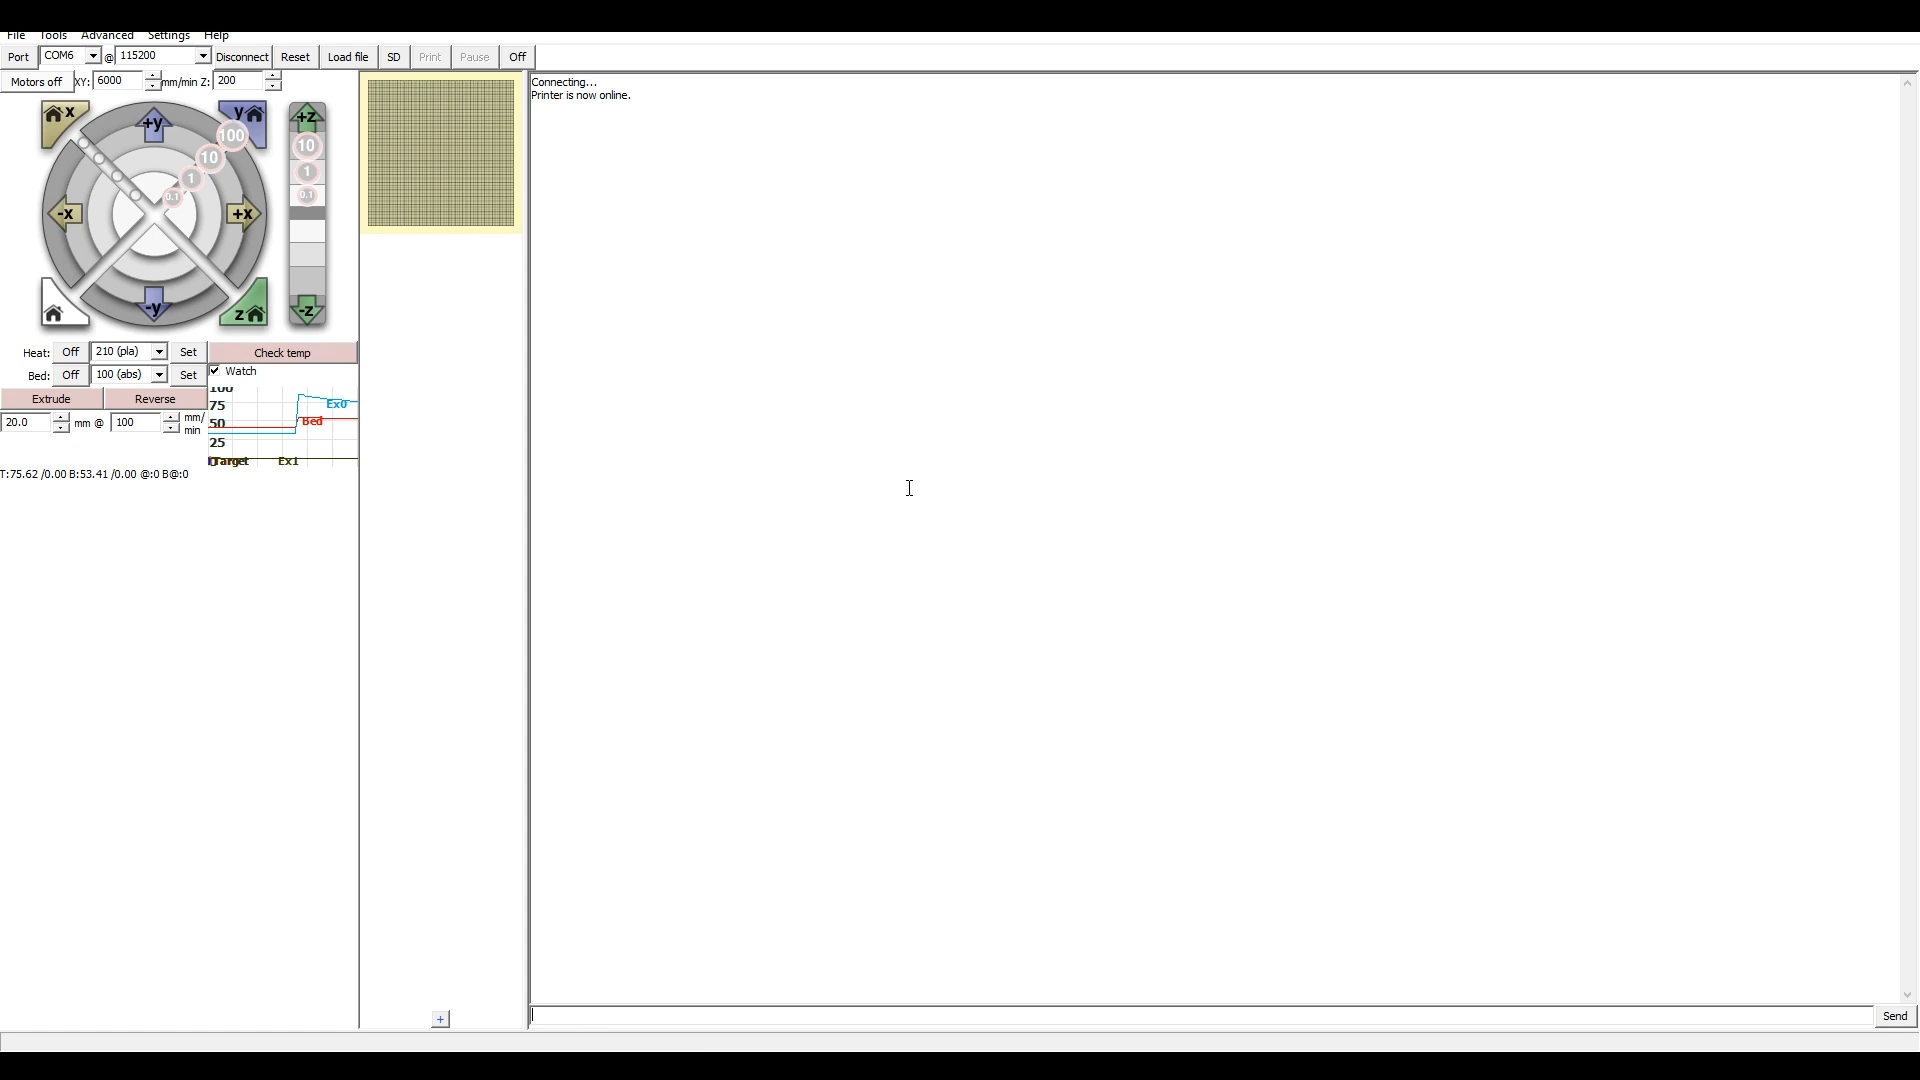 File Tools Advanced Settings Help
Port COM6 @ 115200 Disconnect Reset Load file SD Print Pause Off
Motors off XY: 6000 mm/min Z: 200
x +y y +z
100
10 10
1 1
0.1 0.1
-x +x
-y z -z
Heat: Off 210 (pla) Set Check temp
Bed: Off 100 (abs) Set Watch
Extrude Reverse
20.0 mm @ 100 mm/
min
100
75 Ex0
50 Bed
25
0 Target Ex1
T:75.62 /0.00 B:53.41 /0.00 @:0 B@:0
+
Connecting...
Printer is now online.
Send